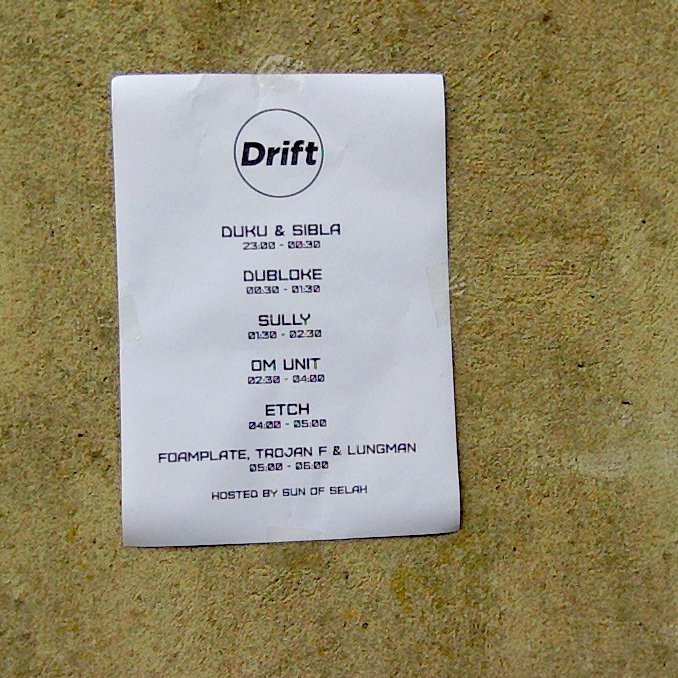 Drift
DUKU & SIBLA
23:00 - 00:30
DUBLOKE
00:30 - 01:30
SULLY
01:30 - 02:30
OM UNIT
02:30 - 04:00
ETCH
04:00 - 05:00
FOAMPLATE, TROJAN F & LUNGMAN
05:00 - 06:00
HOSTED BY SUN OF SELAH